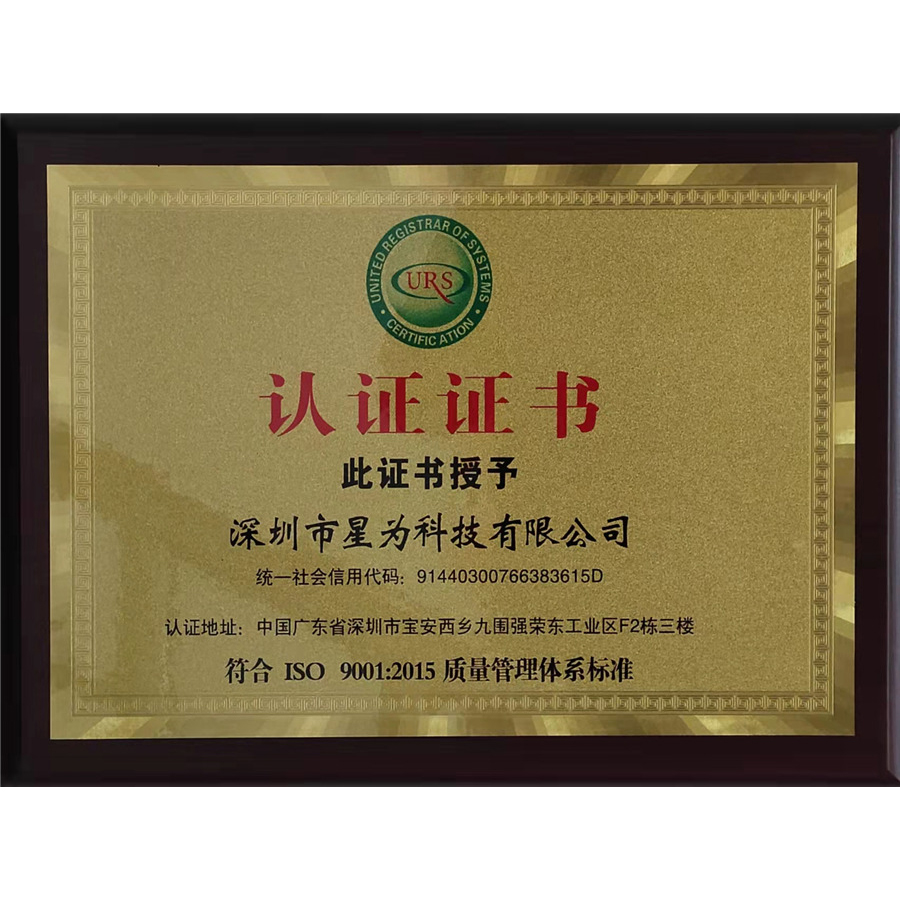 UNITED REGISTRAR OF SYSTEMS
URS
CERTIFICATION
认证证书
此证书授予
深圳市星为科技有限公司
统一社会信用代码：91440300766383615D
认证地址：中国广东省深圳市宝安西乡九围强荣东工业区F2栋三楼
符合 ISO 9001:2015 质量管理体系标准